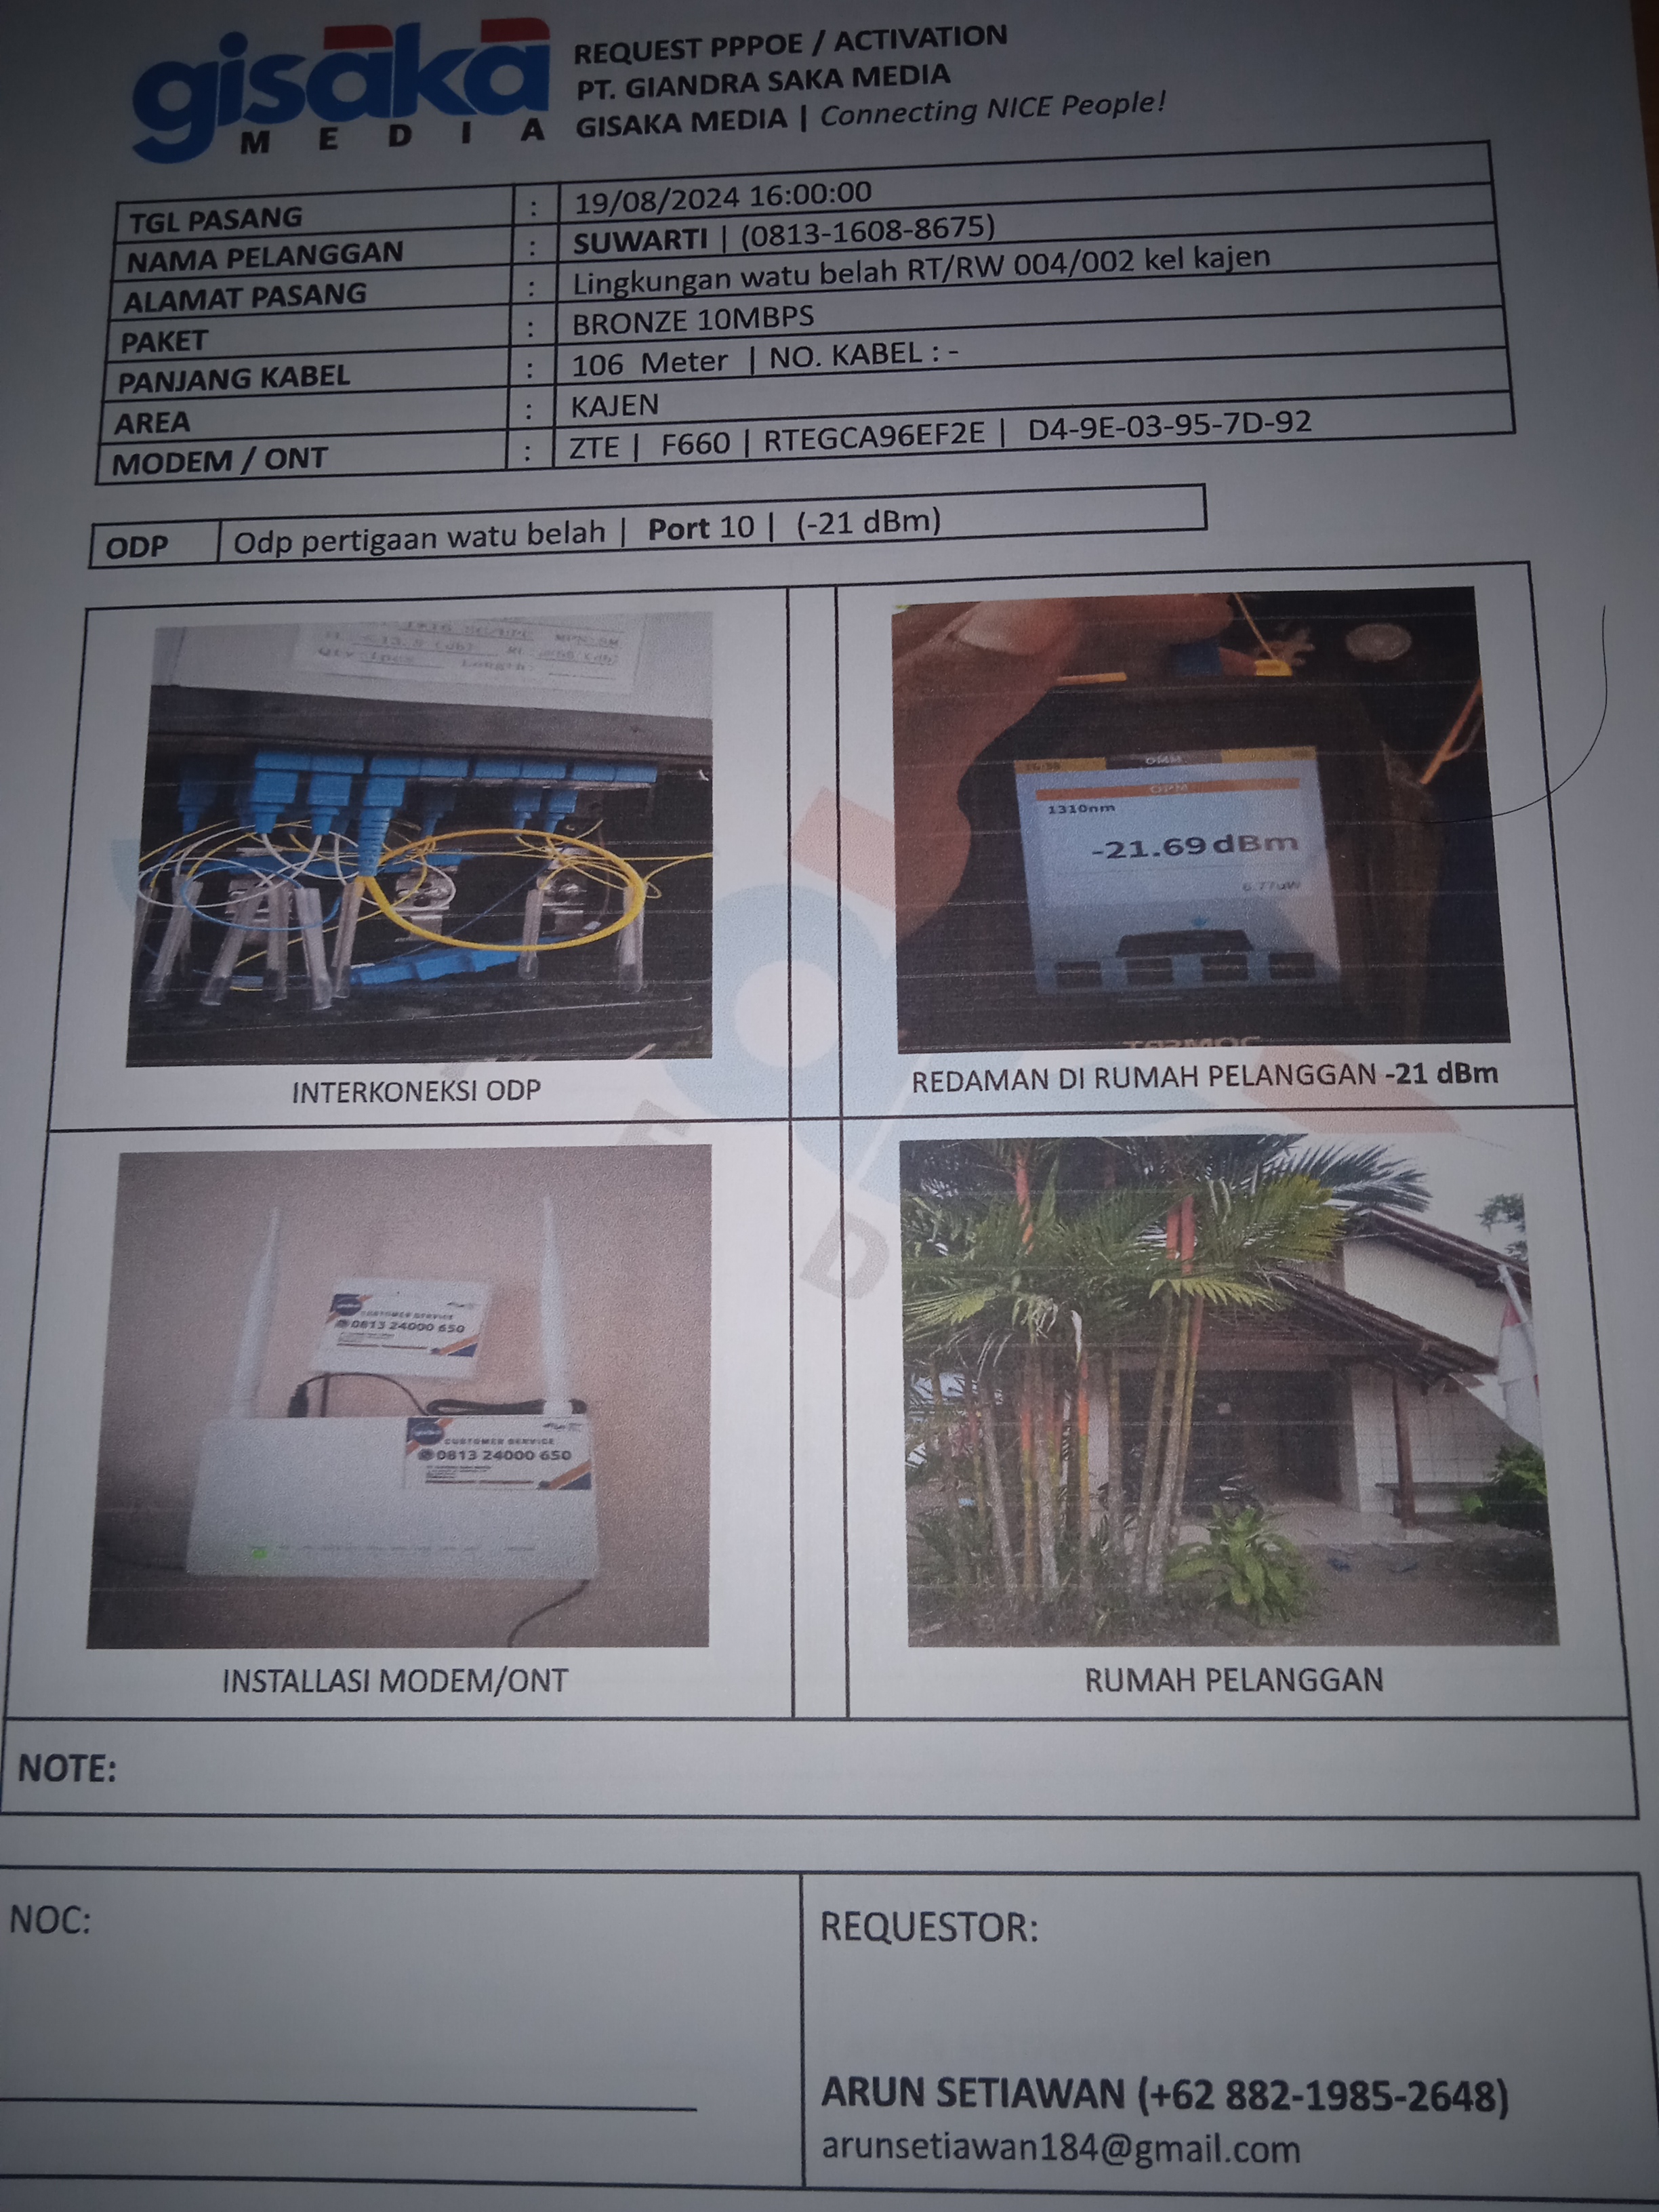 gisaka
MEDIA
REQUEST PPPOE / ACTIVATION
PT. GIANDRA SAKA MEDIA
GISAKA MEDIA | Connecting NICE People!
TGL PASANG : 19/08/2024 16:00:00
NAMA PELANGGAN : SUWARTI | (0813-1608-8675)
ALAMAT PASANG : Lingkungan watu belah RT/RW 004/002 kel kajen
PAKET : BRONZE 10MBPS
PANJANG KABEL : 106 Meter | NO. KABEL : -
AREA : KAJEN
MODEM / ONT : ZTE | F660 | RTEGCA96EF2E | D4-9E-03-95-7D-92
ODP Odp pertigaan watu belah | Port 10 | (-21 dBm)
Qty 1pcs Length:
OPM
1310nm
-21.69 dBm
6.77uW
INTERKONEKSI ODP
REDAMAN DI RUMAH PELANGGAN -21 dBm
CUSTOMER SERVICE
0813 24000 650
CUSTOMER SERVICE
0813 24000 650
INSTALLASI MODEM/ONT
RUMAH PELANGGAN
NOTE:
NOC:
REQUESTOR:
ARUN SETIAWAN (+62 882-1985-2648)
arunsetiawan184@gmail.com